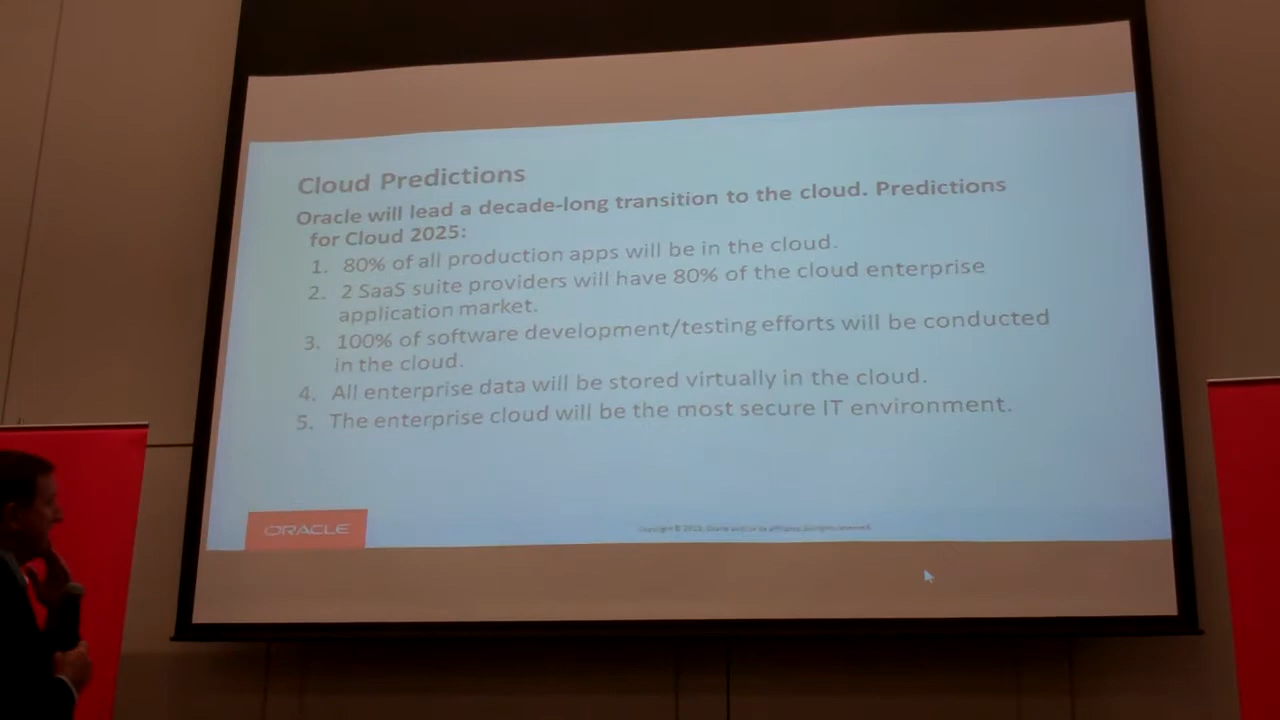 Cloud Predictions
Oracle will lead a decade-long transition to the cloud. Predictions
for Cloud 2025:
1. 80% of all production apps will be in the cloud.
2. 2 SaaS suite providers will have 80% of the cloud enterprise
application market.
3. 100% of software development/testing efforts will be conducted
in the cloud.
4. All enterprise data will be stored virtually in the cloud.
5. The enterprise cloud will be the most secure IT environment.
ORACLE
Copyright ©